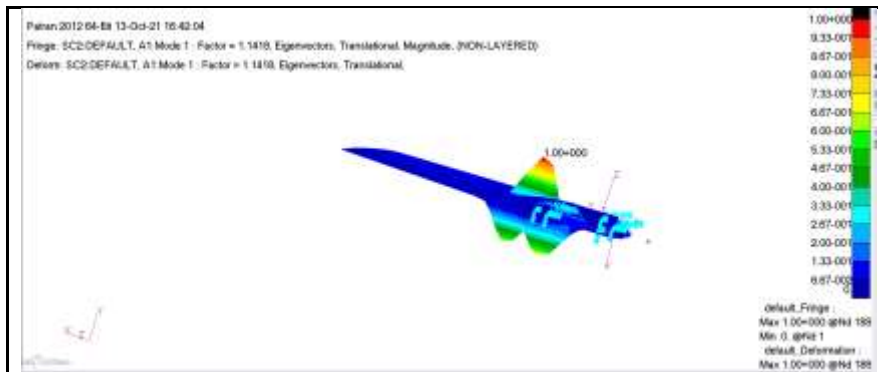 Patran 2012 64-Bit 13-Oct-21 16:42:04
Fringe: SC2:DEFAULT, A1:Mode 1 : Factor = 1.1418, Eigenvectors, Translational, Magnitude, (NON-LAYERED)
Deform: SC2:DEFAULT, A1:Mode 1 : Factor = 1.1418, Eigenvectors, Translational,
1.00+000
9.33-001
8.67-001
8.00-001
7.33-001
6.67-001
6.00-001
5.33-001
4.67-001
4.00-001
3.33-001
2.67-001
2.00-001
1.33-001
6.67-002
0.
1.00+000
default_Fringe :
Max 1.00+000 @Nd 188
Min 0. @Nd 1
default_Deformation :
Max 1.00+000 @Nd 188